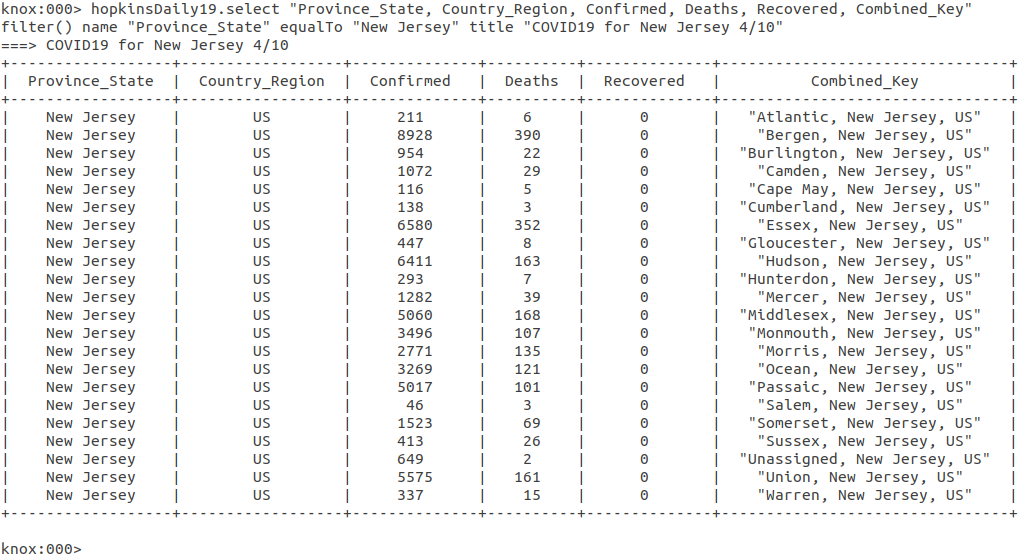 knox:000> hopkinsDaily19.select "Province_State, Country_Region, Confirmed, Deaths, Recovered, Combined_Key"
filter() name "Province_State" equalTo "New Jersey" title "COVID19 for New Jersey 4/10"
===> COVID19 for New Jersey 4/10
+------------------+------------------+--------------+----------+--------------+--------------------------------+
|  Province_State  |  Country_Region  |  Confirmed   |  Deaths  |  Recovered   |          Combined_Key          |
+------------------+------------------+--------------+----------+--------------+--------------------------------+
|    New Jersey    |        US        |     211      |    6     |      0       |   "Atlantic, New Jersey, US"   |
|    New Jersey    |        US        |     8928     |   390    |      0       |    "Bergen, New Jersey, US"    |
|    New Jersey    |        US        |     954      |    22    |      0       |  "Burlington, New Jersey, US"  |
|    New Jersey    |        US        |     1072     |    29    |      0       |    "Camden, New Jersey, US"    |
|    New Jersey    |        US        |     116      |    5     |      0       |   "Cape May, New Jersey, US"   |
|    New Jersey    |        US        |     138      |    3     |      0       |  "Cumberland, New Jersey, US"  |
|    New Jersey    |        US        |     6580     |   352    |      0       |    "Essex, New Jersey, US"     |
|    New Jersey    |        US        |     447      |    8     |      0       |  "Gloucester, New Jersey, US"  |
|    New Jersey    |        US        |     6411     |   163    |      0       |    "Hudson, New Jersey, US"    |
|    New Jersey    |        US        |     293      |    7     |      0       |  "Hunterdon, New Jersey, US"   |
|    New Jersey    |        US        |     1282     |    39    |      0       |    "Mercer, New Jersey, US"    |
|    New Jersey    |        US        |     5060     |   168    |      0       |  "Middlesex, New Jersey, US"   |
|    New Jersey    |        US        |     3496     |   107    |      0       |   "Monmouth, New Jersey, US"   |
|    New Jersey    |        US        |     2771     |   135    |      0       |    "Morris, New Jersey, US"    |
|    New Jersey    |        US        |     3269     |   121    |      0       |    "Ocean, New Jersey, US"     |
|    New Jersey    |        US        |     5017     |   101    |      0       |   "Passaic, New Jersey, US"    |
|    New Jersey    |        US        |      46      |    3     |      0       |    "Salem, New Jersey, US"     |
|    New Jersey    |        US        |     1523     |    69    |      0       |   "Somerset, New Jersey, US"   |
|    New Jersey    |        US        |     413      |    26    |      0       |    "Sussex, New Jersey, US"    |
|    New Jersey    |        US        |     649      |    2     |      0       |  "Unassigned, New Jersey, US"  |
|    New Jersey    |        US        |     5575     |   161    |      0       |    "Union, New Jersey, US"     |
|    New Jersey    |        US        |     337      |    15    |      0       |    "Warren, New Jersey, US"    |
+------------------+------------------+--------------+----------+--------------+--------------------------------+
knox:000>